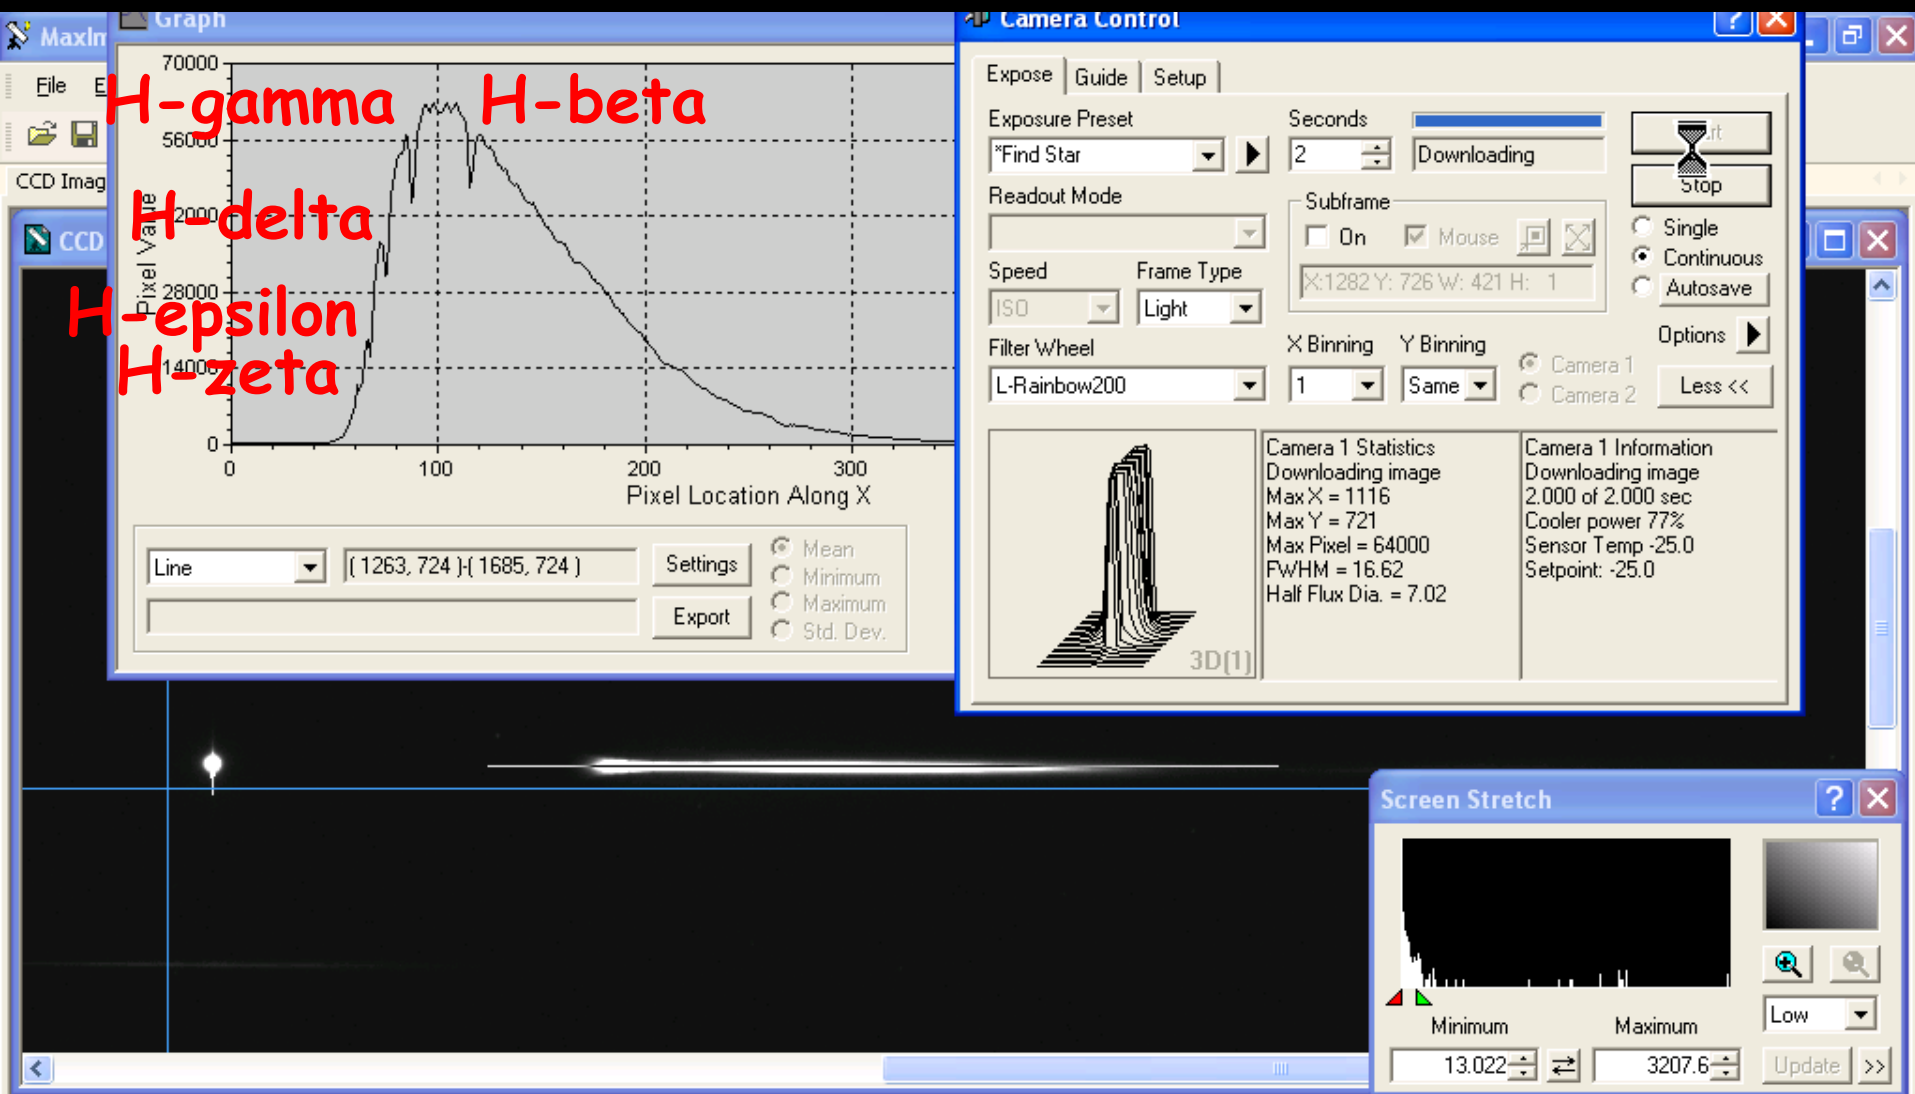 Graph
Camera Control
MaxIm
File E
CCD Imag
CCD
H-gamma H-beta
H-delta
H-epsilon
H-zeta
70000
56000
28000
14000
0
Pixel Value
0 100 200 300
Pixel Location Along X
Line
( 1263, 724 )-( 1685, 724 )
Settings
Export
Mean
Minimum
Maximum
Std. Dev.
Expose Guide Setup
Exposure Preset
*Find Star
Seconds
2
Downloading
Stop
Readout Mode
Subframe
On Mouse
X:1282 Y: 726 W: 421 H: 1
Single
Continuous
Autosave
Speed Frame Type
ISO Light
Options
Filter Wheel
L-Rainbow200
X Binning Y Binning
1 Same
Camera 1
Camera 2
Less <<
3D(1)
Camera 1 Statistics
Downloading image
Max X = 1116
Max Y = 721
Max Pixel = 64000
FWHM = 16.62
Half Flux Dia. = 7.02
Camera 1 Information
Downloading image
2.000 of 2.000 sec
Cooler power 77%
Sensor Temp -25.0
Setpoint: -25.0
Screen Stretch
Low
Minimum Maximum
13.022 3207.6
Update >>